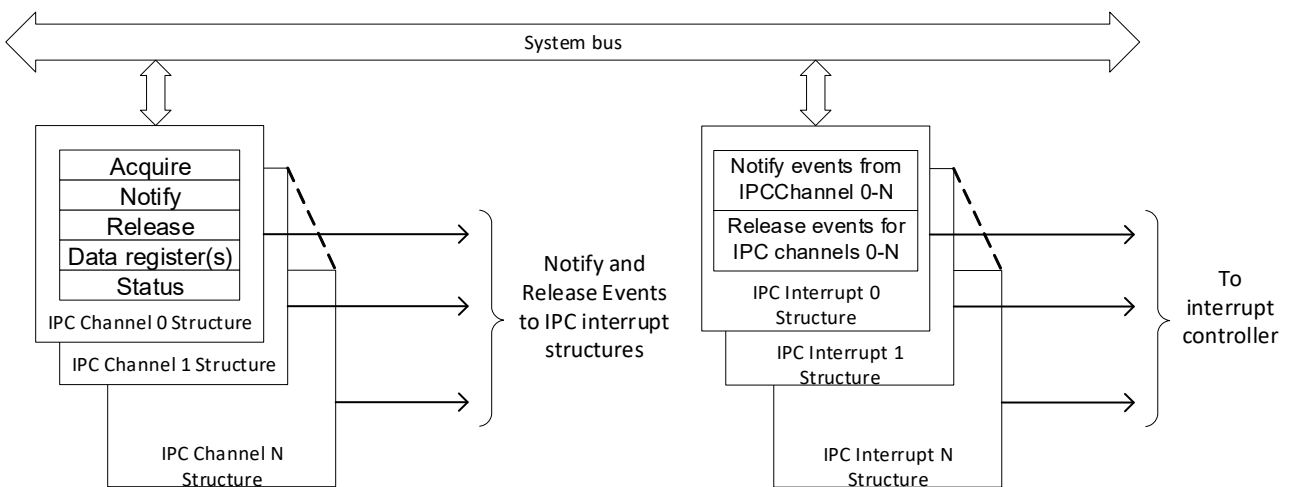 System bus
Acquire
Notify
Release
Data register(s)
Status
IPC Channel 0 Structure
IPC Channel 1 Structure
IPC Channel N
Structure
Notify and
Release Events
to IPC interrupt
structures
Notify events from
IPCChannel 0-N
Release events for
IPC channels 0-N
IPC Interrupt 0
Structure
IPC Interrupt 1
Structure
IPC Interrupt N
Structure
To
interrupt
controller